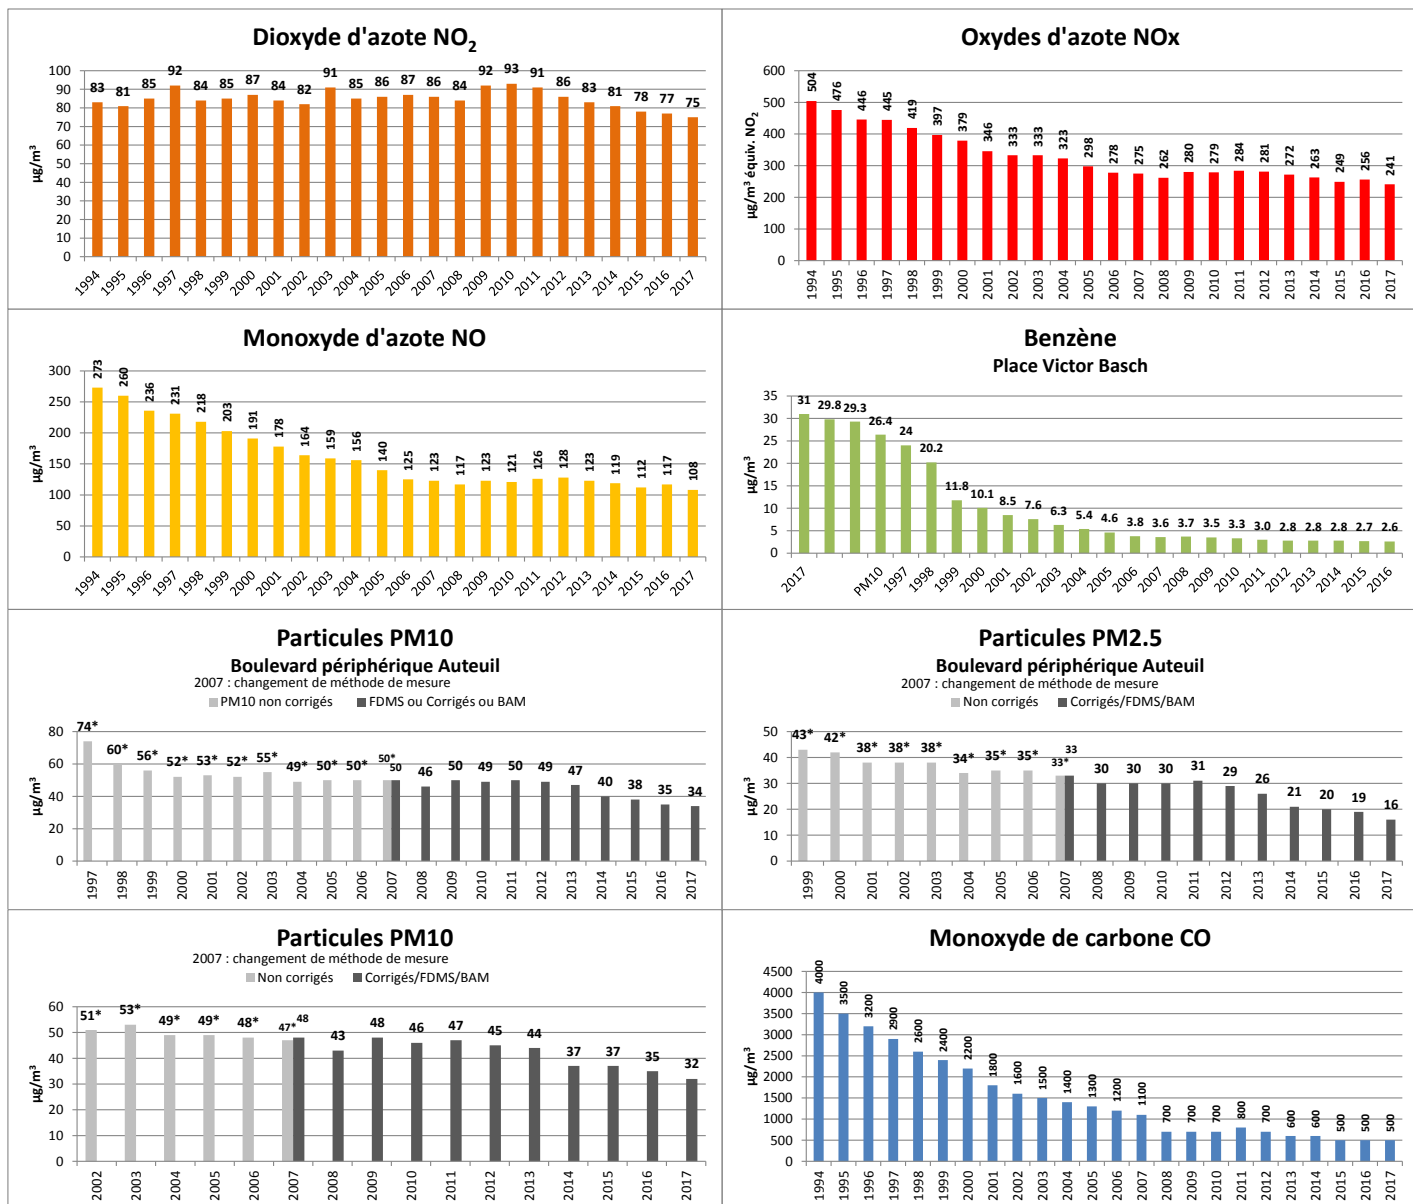 Dioxyde d'azote NO2
µg/m³
100
90
80
70
60
50
40
30
20
10
0
83 81 85 92 84 85 87 84 82 91 85 86 87 86 84 92 93 91 86 83 81 78 77 75
1994 1995 1996 1997 1998 1999 2000 2001 2002 2003 2004 2005 2006 2007 2008 2009 2010 2011 2012 2013 2014 2015 2016 2017
Oxydes d'azote NOx
µg/m³ équiv. NO2
600
500
400
300
200
100
0
504 476 446 445 419 397 379 346 333 333 323 298 278 275 262 280 279 284 281 272 263 249 256 241
1994 1995 1996 1997 1998 1999 2000 2001 2002 2003 2004 2005 2006 2007 2008 2009 2010 2011 2012 2013 2014 2015 2016 2017
Monoxyde d'azote NO
µg/m³
300
250
200
150
100
50
0
273 260 236 231 218 203 191 178 164 159 156 140 125 123 117 123 121 126 128 123 119 112 117 108
1994 1995 1996 1997 1998 1999 2000 2001 2002 2003 2004 2005 2006 2007 2008 2009 2010 2011 2012 2013 2014 2015 2016 2017
Benzène
Place Victor Basch
µg/m³
35
30
25
20
15
10
5
0
31 29.8 29.3 26.4 24 20.2 11.8 10.1 8.5 7.6 6.3 5.4 4.6 3.8 3.6 3.7 3.5 3.3 3.0 2.8 2.8 2.8 2.7 2.6
2017 PM10 1997 1998 1999 2000 2001 2002 2003 2004 2005 2006 2007 2008 2009 2010 2011 2012 2013 2014 2015 2016
Particules PM10
Boulevard périphérique Auteuil
2007 : changement de méthode de mesure
PM10 non corrigés FDMS ou Corrigés ou BAM
µg/m³
80
60
40
20
0
74* 60* 56* 52* 53* 52* 55* 49* 50* 50* 50* 50 46 50 49 50 49 47 40 38 35 34
1997 1998 1999 2000 2001 2002 2003 2004 2005 2006 2007 2008 2009 2010 2011 2012 2013 2014 2015 2016 2017
Particules PM2.5
Boulevard périphérique Auteuil
2007 : changement de méthode de mesure
Non corrigés Corrigés/FDMS/BAM
µg/m³
50
40
30
20
10
0
43* 42* 38* 38* 38* 34* 35* 35* 33* 33 30 30 30 31 29 26 21 20 19 16
1999 2000 2001 2002 2003 2004 2005 2006 2007 2008 2009 2010 2011 2012 2013 2014 2015 2016 2017
Particules PM10
2007 : changement de méthode de mesure
Non corrigés Corrigés/FDMS/BAM
µg/m³
60
50
40
30
20
10
0
51* 53* 49* 49* 48* 47* 48 43 48 46 47 45 44 37 37 35 32
2002 2003 2004 2005 2006 2007 2008 2009 2010 2011 2012 2013 2014 2015 2016 2017
Monoxyde de carbone CO
µg/m³
4500
4000
3500
3000
2500
2000
1500
1000
500
0
4000 3500 3200 2900 2600 2400 2200 1800 1600 1500 1400 1300 1200 1100 700 700 700 800 700 600 600 500 500 500
1994 1995 1996 1997 1998 1999 2000 2001 2002 2003 2004 2005 2006 2007 2008 2009 2010 2011 2012 2013 2014 2015 2016 2017